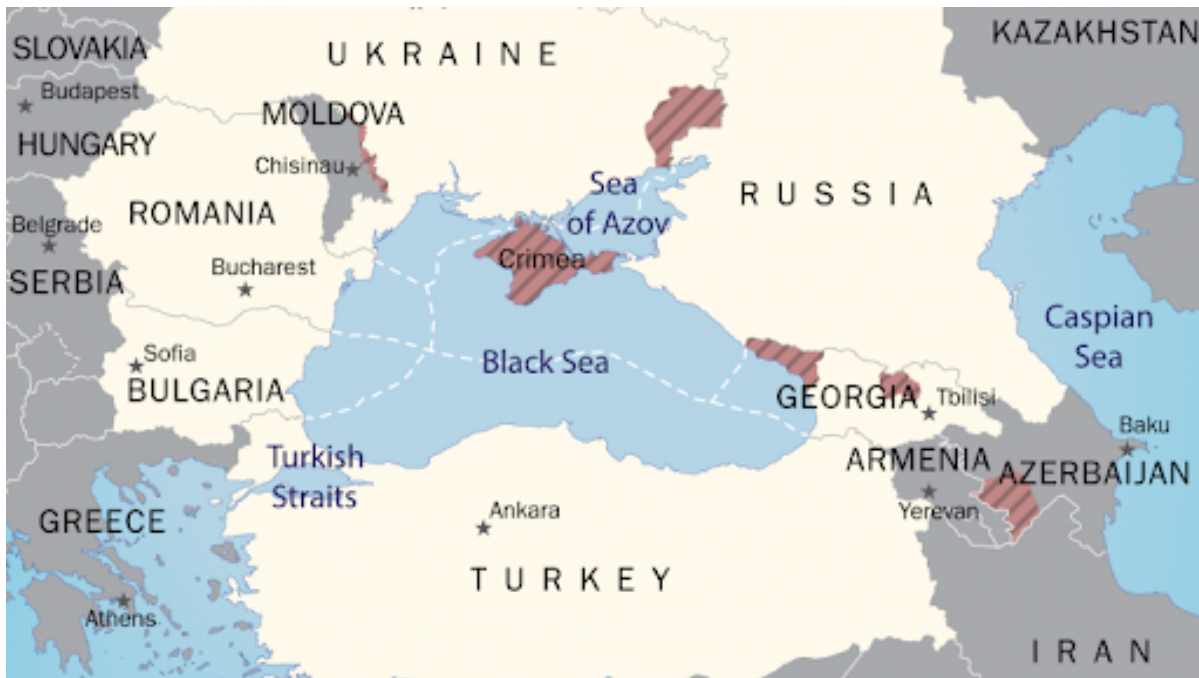 SLOVAKIA
Budapest
HUNGARY
UKRAINE
KAZAKHSTAN
MOLDOVA
Chisinau
ROMANIA
Belgrade
SERBIA
Bucharest
Sea
of Azov
RUSSIA
Crimea
Sofia
BULGARIA
Black Sea
Caspian
Sea
GEORGIA
Tbilisi
Baku
Turkish
Straits
ARMENIA
AZERBAIJAN
Yerevan
GREECE
Ankara
TURKEY
Athens
IRAN